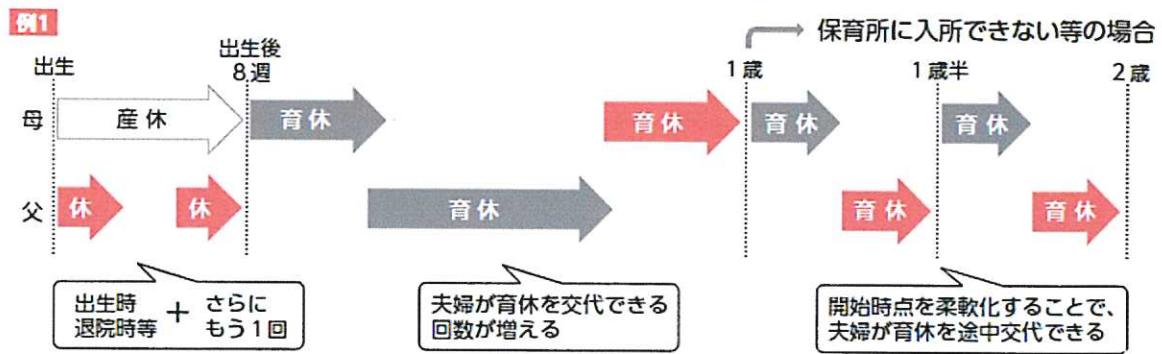 例1
保育所に入所できない等の場合
出生
出生後
8週
1歳
1歳半
2歳
母
産休
育休
育休
育休
育休
父
休
休
育休
育休
育休
出生時
退院時等
+
さらに
もう1回
夫婦が育休を交代できる
回数が増える
開始時点を柔軟化することで、
夫婦が育休を途中交代できる